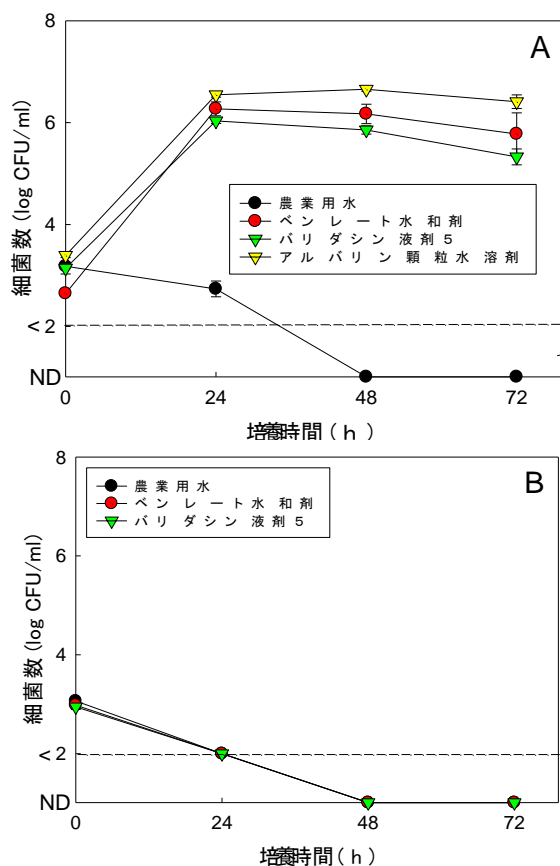 8
A
6
4
＜2
ND
細菌数 (log CFU/ml)
農業用水
ベンレート水和剤
バリダシン液剤5
アルバリン顆粒水溶剤
0 24 48 72
培養時間(h)
8
B
6
4
＜2
ND
細菌数 (log CFU/ml)
農業用水
ベンレート水和剤
バリダシン液剤5
0 24 48 72
培養時間(h)